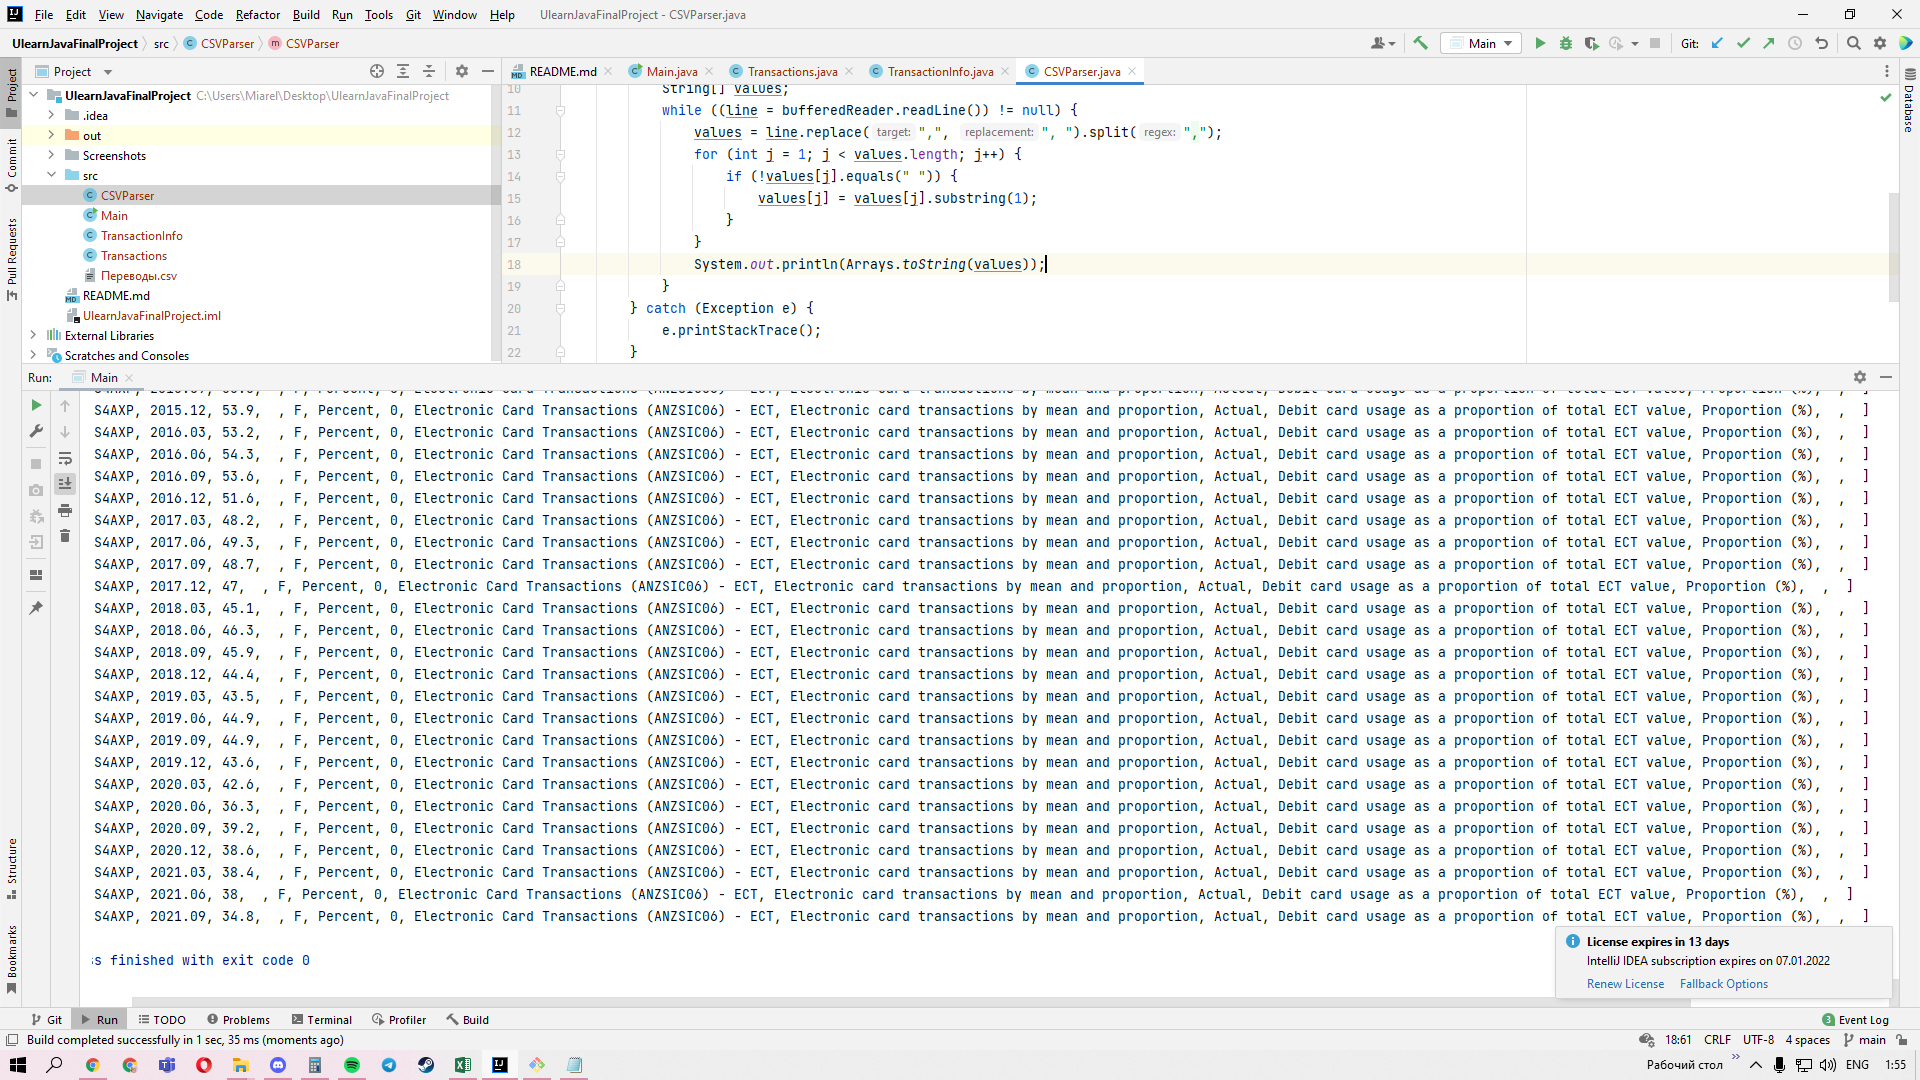 File Edit View Navigate Code Refactor Build Run Tools Git Window Help UlearnJavaFinalProject - CSVParser.java
UlearnJavaFinalProject src CSVParser CSVParser Main Git:
Project README.md Main.java Transactions.java TransactionInfo.java CSVParser.java
UlearnJavaFinalProject C:\Users\Miarel\Desktop\UlearnJavaFinalProject
.idea
out
Screenshots
src
CSVParser
Main
TransactionInfo
Transactions
Переводы.csv
README.md
UlearnJavaFinalProject.iml
External Libraries
Scratches and Consoles
Project
Commit
Pull Requests
Structure
Bookmarks
Database
10 String[] values;
11 while ((line = bufferedReader.readLine()) != null) {
12 values = line.replace( target: ",", replacement: ", ").split( regex: ",");
13 for (int j = 1; j < values.length; j++) {
14 if (!values[j].equals(" ")) {
15 values[j] = values[j].substring(1);
16 }
17 }
18 System.out.println(Arrays.toString(values));
19 }
20 } catch (Exception e) {
21 e.printStackTrace();
22 }
Run: Main
S4AXP, 2015.12, 53.9,  , F, Percent, 0, Electronic Card Transactions (ANZSIC06) - ECT, Electronic card transactions by mean and proportion, Actual, Debit card usage as a proportion of total ECT value, Proportion (%),  ,  ]
S4AXP, 2016.03, 53.2,  , F, Percent, 0, Electronic Card Transactions (ANZSIC06) - ECT, Electronic card transactions by mean and proportion, Actual, Debit card usage as a proportion of total ECT value, Proportion (%),  ,  ]
S4AXP, 2016.06, 54.3,  , F, Percent, 0, Electronic Card Transactions (ANZSIC06) - ECT, Electronic card transactions by mean and proportion, Actual, Debit card usage as a proportion of total ECT value, Proportion (%),  ,  ]
S4AXP, 2016.09, 53.6,  , F, Percent, 0, Electronic Card Transactions (ANZSIC06) - ECT, Electronic card transactions by mean and proportion, Actual, Debit card usage as a proportion of total ECT value, Proportion (%),  ,  ]
S4AXP, 2016.12, 51.6,  , F, Percent, 0, Electronic Card Transactions (ANZSIC06) - ECT, Electronic card transactions by mean and proportion, Actual, Debit card usage as a proportion of total ECT value, Proportion (%),  ,  ]
S4AXP, 2017.03, 48.2,  , F, Percent, 0, Electronic Card Transactions (ANZSIC06) - ECT, Electronic card transactions by mean and proportion, Actual, Debit card usage as a proportion of total ECT value, Proportion (%),  ,  ]
S4AXP, 2017.06, 49.3,  , F, Percent, 0, Electronic Card Transactions (ANZSIC06) - ECT, Electronic card transactions by mean and proportion, Actual, Debit card usage as a proportion of total ECT value, Proportion (%),  ,  ]
S4AXP, 2017.09, 48.7,  , F, Percent, 0, Electronic Card Transactions (ANZSIC06) - ECT, Electronic card transactions by mean and proportion, Actual, Debit card usage as a proportion of total ECT value, Proportion (%),  ,  ]
S4AXP, 2017.12, 47,  , F, Percent, 0, Electronic Card Transactions (ANZSIC06) - ECT, Electronic card transactions by mean and proportion, Actual, Debit card usage as a proportion of total ECT value, Proportion (%),  ,  ]
S4AXP, 2018.03, 45.1,  , F, Percent, 0, Electronic Card Transactions (ANZSIC06) - ECT, Electronic card transactions by mean and proportion, Actual, Debit card usage as a proportion of total ECT value, Proportion (%),  ,  ]
S4AXP, 2018.06, 46.3,  , F, Percent, 0, Electronic Card Transactions (ANZSIC06) - ECT, Electronic card transactions by mean and proportion, Actual, Debit card usage as a proportion of total ECT value, Proportion (%),  ,  ]
S4AXP, 2018.09, 45.9,  , F, Percent, 0, Electronic Card Transactions (ANZSIC06) - ECT, Electronic card transactions by mean and proportion, Actual, Debit card usage as a proportion of total ECT value, Proportion (%),  ,  ]
S4AXP, 2018.12, 44.4,  , F, Percent, 0, Electronic Card Transactions (ANZSIC06) - ECT, Electronic card transactions by mean and proportion, Actual, Debit card usage as a proportion of total ECT value, Proportion (%),  ,  ]
S4AXP, 2019.03, 43.5,  , F, Percent, 0, Electronic Card Transactions (ANZSIC06) - ECT, Electronic card transactions by mean and proportion, Actual, Debit card usage as a proportion of total ECT value, Proportion (%),  ,  ]
S4AXP, 2019.06, 44.9,  , F, Percent, 0, Electronic Card Transactions (ANZSIC06) - ECT, Electronic card transactions by mean and proportion, Actual, Debit card usage as a proportion of total ECT value, Proportion (%),  ,  ]
S4AXP, 2019.09, 44.9,  , F, Percent, 0, Electronic Card Transactions (ANZSIC06) - ECT, Electronic card transactions by mean and proportion, Actual, Debit card usage as a proportion of total ECT value, Proportion (%),  ,  ]
S4AXP, 2019.12, 43.6,  , F, Percent, 0, Electronic Card Transactions (ANZSIC06) - ECT, Electronic card transactions by mean and proportion, Actual, Debit card usage as a proportion of total ECT value, Proportion (%),  ,  ]
S4AXP, 2020.03, 42.6,  , F, Percent, 0, Electronic Card Transactions (ANZSIC06) - ECT, Electronic card transactions by mean and proportion, Actual, Debit card usage as a proportion of total ECT value, Proportion (%),  ,  ]
S4AXP, 2020.06, 36.3,  , F, Percent, 0, Electronic Card Transactions (ANZSIC06) - ECT, Electronic card transactions by mean and proportion, Actual, Debit card usage as a proportion of total ECT value, Proportion (%),  ,  ]
S4AXP, 2020.09, 39.2,  , F, Percent, 0, Electronic Card Transactions (ANZSIC06) - ECT, Electronic card transactions by mean and proportion, Actual, Debit card usage as a proportion of total ECT value, Proportion (%),  ,  ]
S4AXP, 2020.12, 38.6,  , F, Percent, 0, Electronic Card Transactions (ANZSIC06) - ECT, Electronic card transactions by mean and proportion, Actual, Debit card usage as a proportion of total ECT value, Proportion (%),  ,  ]
S4AXP, 2021.03, 38.4,  , F, Percent, 0, Electronic Card Transactions (ANZSIC06) - ECT, Electronic card transactions by mean and proportion, Actual, Debit card usage as a proportion of total ECT value, Proportion (%),  ,  ]
S4AXP, 2021.06, 38,  , F, Percent, 0, Electronic Card Transactions (ANZSIC06) - ECT, Electronic card transactions by mean and proportion, Actual, Debit card usage as a proportion of total ECT value, Proportion (%),  ,  ]
S4AXP, 2021.09, 34.8,  , F, Percent, 0, Electronic Card Transactions (ANZSIC06) - ECT, Electronic card transactions by mean and proportion, Actual, Debit card usage as a proportion of total ECT value, Proportion (%),  ,  ]
ss finished with exit code 0
License expires in 13 days
IntelliJ IDEA subscription expires on 07.01.2022
Renew License Fallback Options
Git Run TODO Problems Terminal Profiler Build 3 Event Log
Build completed successfully in 1 sec, 35 ms (moments ago) 18:61 CRLF UTF-8 4 spaces main
Рабочий стол ENG 1:55